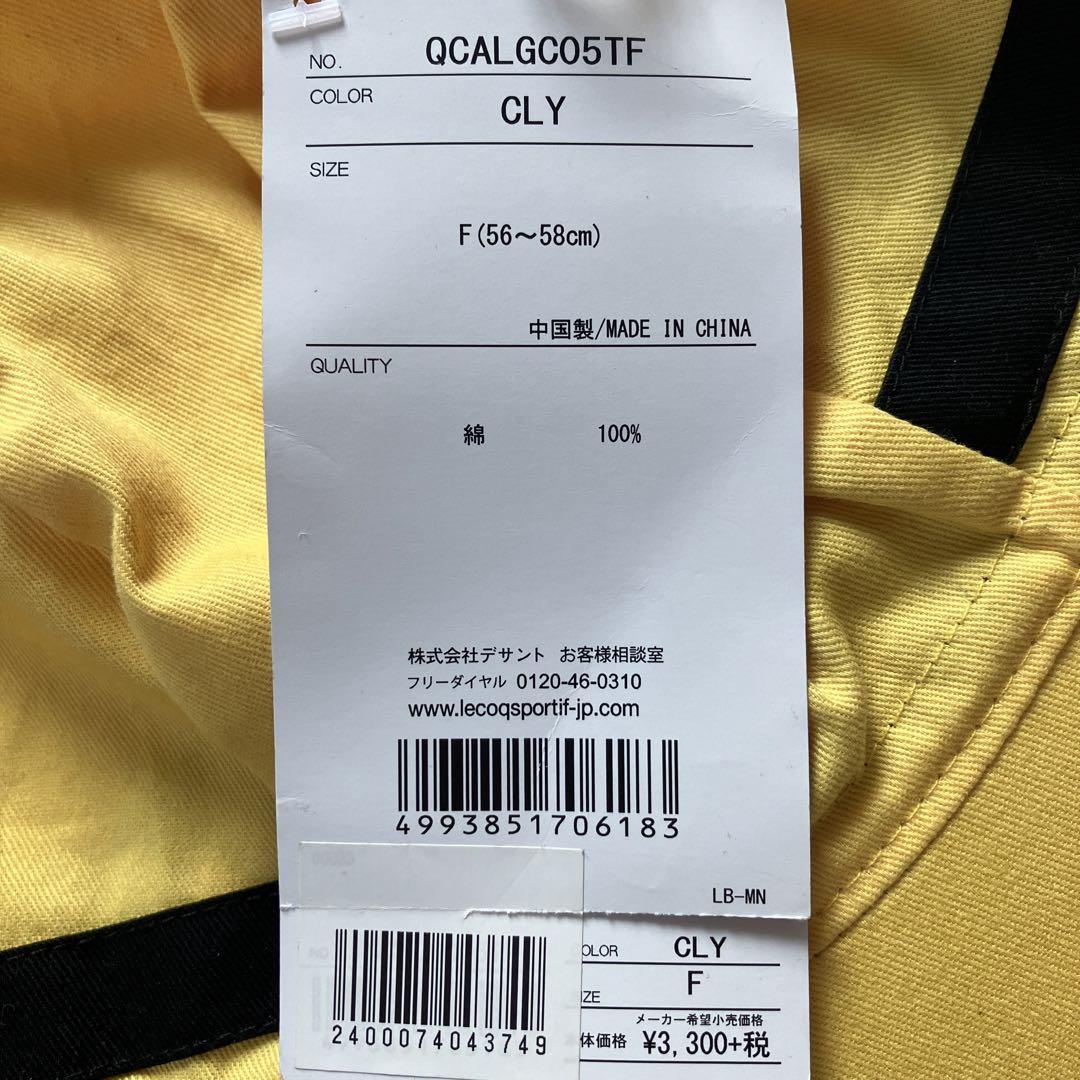 NO. QCALGC05TF
COLOR
CLY
SIZE
F(56～58cm)
中国製/MADE IN CHINA
QUALITY
綿 100%
株式会社デサント お客様相談室
フリーダイヤル 0120-46-0310
www.lecoqsportif-jp.com
4993851706183
LB-MN
OLOR CLY
ZE F
メーカー希望小売価格
体価格 ¥3,300+税
2400074043749